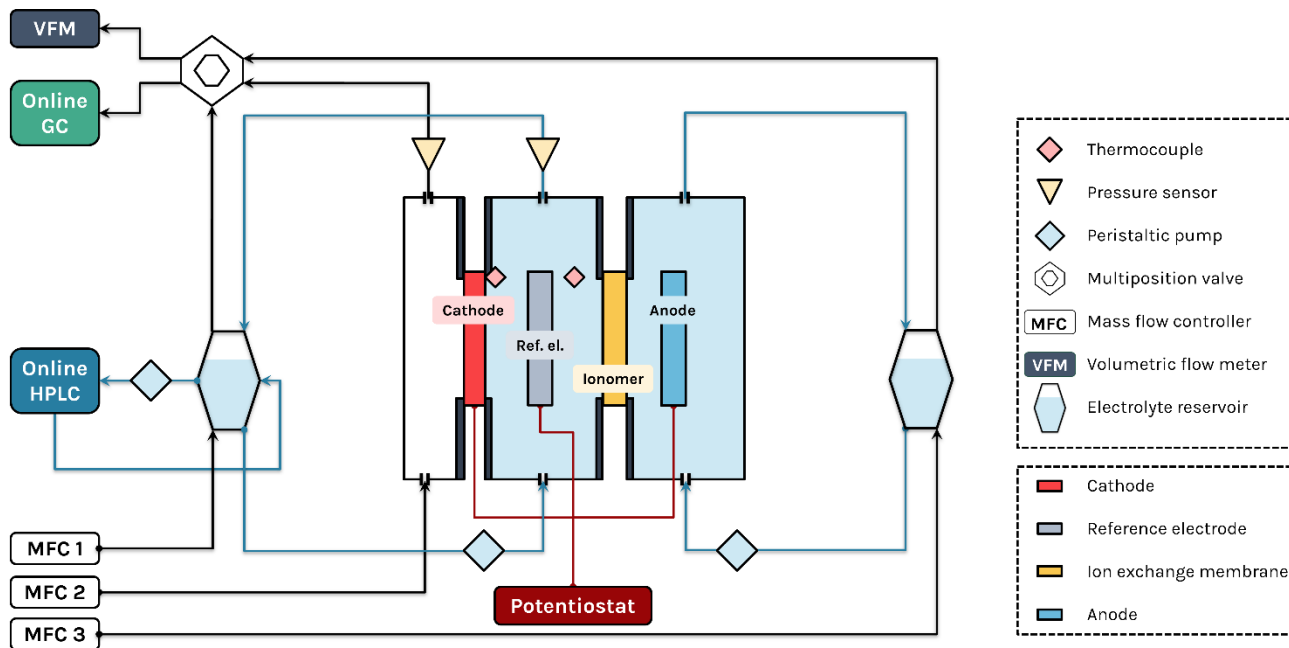 VFM
Online
GC
Online
HPLC
MFC 1
MFC 2
MFC 3
Cathode
Ref. el.
Ionomer
Anode
Potentiostat
Thermocouple
Pressure sensor
Peristaltic pump
Multiposition valve
MFC Mass flow controller
VFM Volumetric flow meter
Electrolyte reservoir
Cathode
Reference electrode
Ion exchange membrane
Anode